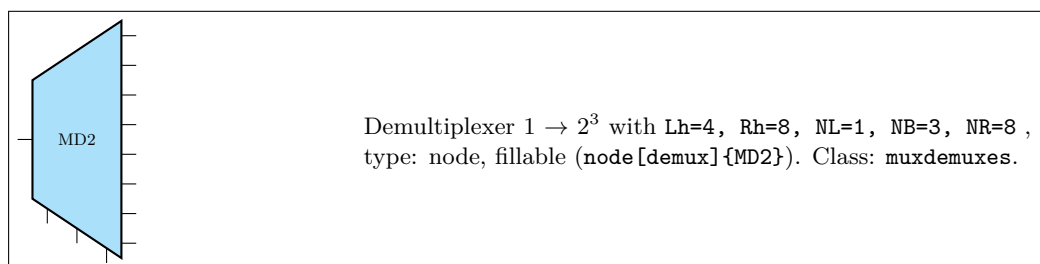 MD2
Demultiplexer 1 → 2³ with Lh=4, Rh=8, NL=1, NB=3, NR=8 ,
type: node, fillable (node[demux]{MD2}). Class: muxdemuxes.